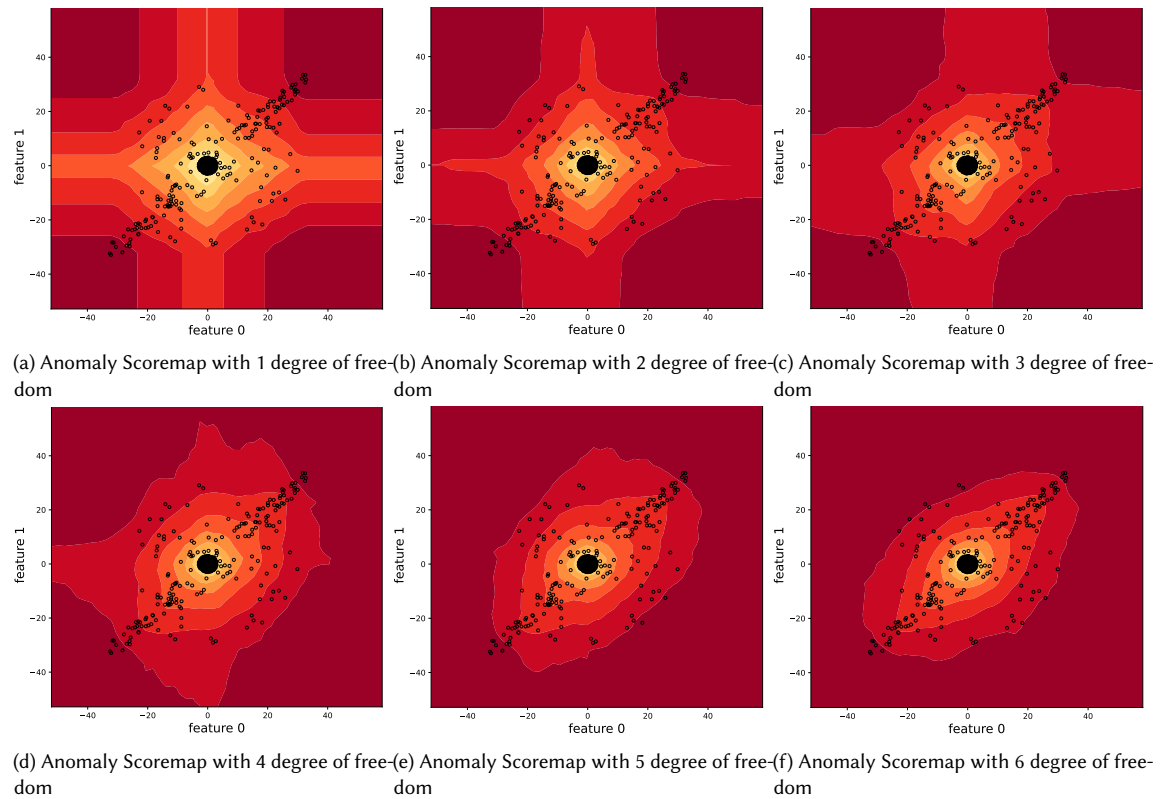 40
20
0
−20
−40
feature 1
−40 −20 0 20 40
feature 0
40
20
0
−20
−40
feature 1
−40 −20 0 20 40
feature 0
40
20
0
−20
−40
feature 1
−40 −20 0 20 40
feature 0
(a) Anomaly Scoremap with 1 degree of free-
dom
(b) Anomaly Scoremap with 2 degree of free-
dom
(c) Anomaly Scoremap with 3 degree of free-
dom
40
20
0
−20
−40
feature 1
−40 −20 0 20 40
feature 0
40
20
0
−20
−40
feature 1
−40 −20 0 20 40
feature 0
40
20
0
−20
−40
feature 1
−40 −20 0 20 40
feature 0
(d) Anomaly Scoremap with 4 degree of free-
dom
(e) Anomaly Scoremap with 5 degree of free-
dom
(f) Anomaly Scoremap with 6 degree of free-
dom